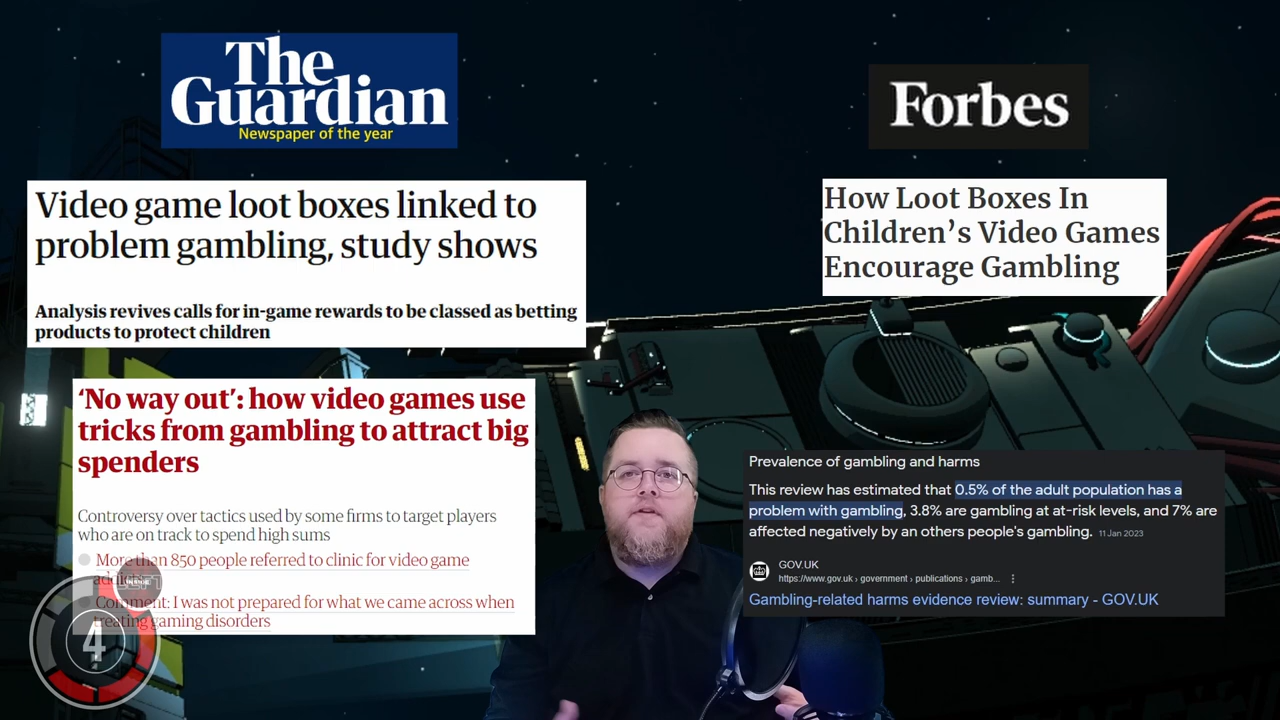 The
Guardian
Newspaper of the year
Video game loot boxes linked to
problem gambling, study shows
Analysis revives calls for in-game rewards to be classed as betting
products to protect children
‘No way out’: how video games use
tricks from gambling to attract big
spenders
Controversy over tactics used by some firms to target players
who are on track to spend high sums
More than 850 people referred to clinic for video game
Comment: I was not prepared for what we came across when
treating gaming disorders
4
Forbes
How Loot Boxes In
Children’s Video Games
Encourage Gambling
Prevalence of gambling and harms
This review has estimated that 0.5% of the adult population has a
problem with gambling, 3.8% are gambling at at-risk levels, and 7% are
affected negatively by an others people's gambling. 11 Jan 2023
GOV.UK
https://www.gov.uk › government › publications › gamb...
Gambling-related harms evidence review: summary - GOV.UK